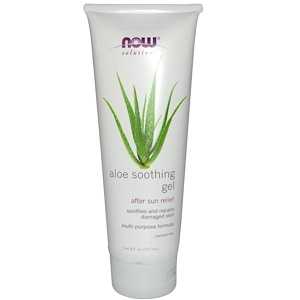 now
solutions
aloe soothing
gel
after sun relief
soothes and repairs
damaged skin
multi-purpose formula